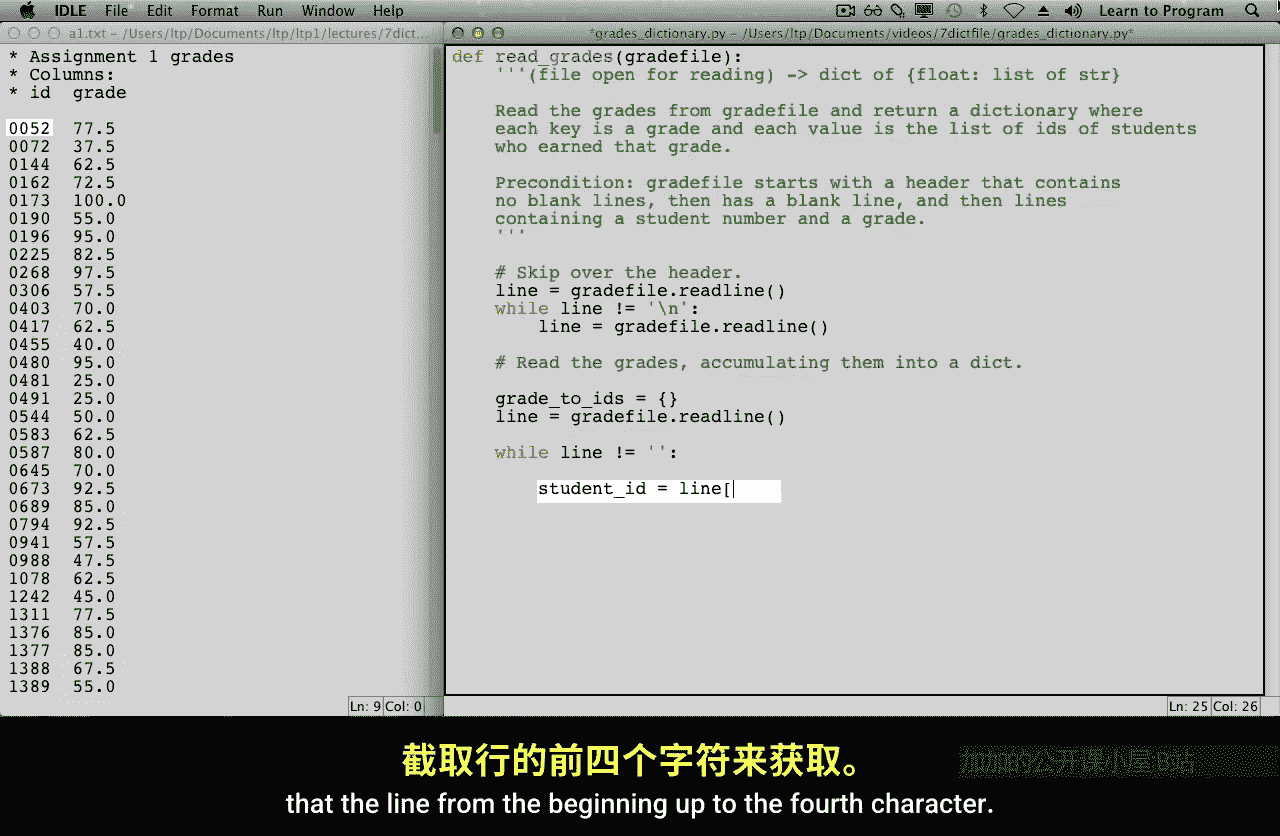 IDLE File Edit Format Run Window Help Learn to Program
a1.txt – /Users/ltp/Documents/ltp/ltp1/lectures/7dict...
* Assignment 1 grades
* Columns:
* id grade
0052 77.5
0072 37.5
0144 62.5
0162 72.5
0173 100.0
0190 55.0
0196 95.0
0225 82.5
0268 97.5
0306 57.5
0403 70.0
0417 62.5
0455 40.0
0480 95.0
0481 25.0
0491 25.0
0544 50.0
0583 62.5
0587 80.0
0645 70.0
0673 92.5
0689 85.0
0794 92.5
0941 57.5
0988 47.5
1078 62.5
1242 45.0
1311 77.5
1376 85.0
1377 85.0
1388 67.5
1389 55.0
Ln: 9 Col: 0
*grades_dictionary.py – /Users/ltp/Documents/videos/7dictfile/grades_dictionary.py*
def read_grades(gradefile):
'''(file open for reading) -> dict of {float: list of str}
Read the grades from gradefile and return a dictionary where
each key is a grade and each value is the list of ids of students
who earned that grade.
Precondition: gradefile starts with a header that contains
no blank lines, then has a blank line, and then lines
containing a student number and a grade.
'''
# Skip over the header.
line = gradefile.readline()
while line != '\n':
line = gradefile.readline()
# Read the grades, accumulating them into a dict.
grade_to_ids = {}
line = gradefile.readline()
while line != '':
student_id = line[
Ln: 25 Col: 26
截取行的前四个字符来获取。
that the line from the beginning up to the fourth character.
加加的公开课小屋:B站